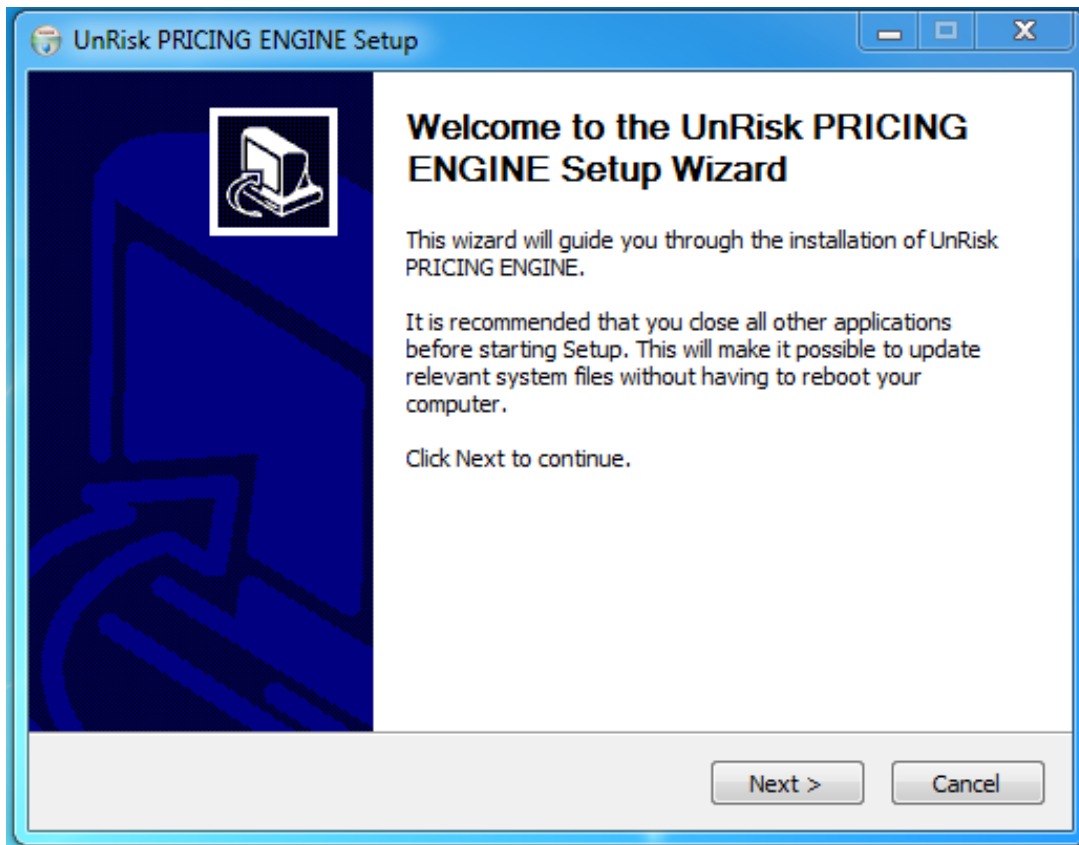 UnRisk PRICING ENGINE Setup
Welcome to the UnRisk PRICING
ENGINE Setup Wizard
This wizard will guide you through the installation of UnRisk
PRICING ENGINE.
It is recommended that you close all other applications
before starting Setup. This will make it possible to update
relevant system files without having to reboot your
computer.
Click Next to continue.
Next >
Cancel